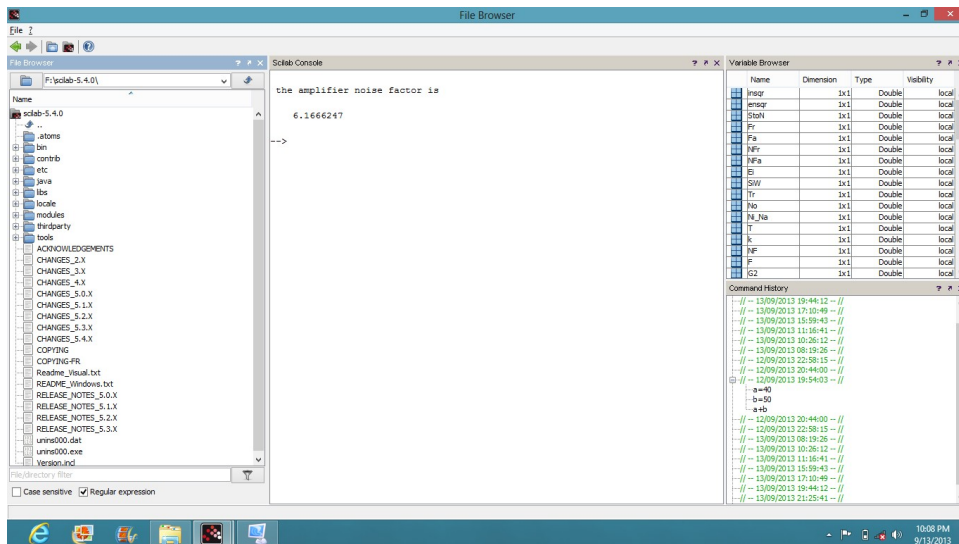 File Browser
File ?
File Browser ? ↗ X
F:\scilab-5.4.0\
Name
scilab-5.4.0
..
.atoms
bin
contrib
etc
java
libs
locale
modules
thirdparty
tools
ACKNOWLEDGEMENTS
CHANGES_2.X
CHANGES_3.X
CHANGES_4.X
CHANGES_5.0.X
CHANGES_5.1.X
CHANGES_5.2.X
CHANGES_5.3.X
CHANGES_5.4.X
COPYING
COPYING-FR
Readme_Visual.txt
README_Windows.txt
RELEASE_NOTES_5.0.X
RELEASE_NOTES_5.1.X
RELEASE_NOTES_5.2.X
RELEASE_NOTES_5.3.X
unins000.dat
unins000.exe
Version.incl
File/directory filter
Case sensitive Regular expression
Scilab Console ? ↗ X
the amplifier noise factor is
6.1666247
-->
Variable Browser ? ↗
Name Dimension Type Visibility
insqr 1x1 Double local
ensqr 1x1 Double local
StoN 1x1 Double local
Fr 1x1 Double local
Fa 1x1 Double local
NFr 1x1 Double local
NFa 1x1 Double local
Ei 1x1 Double local
SiW 1x1 Double local
Tr 1x1 Double local
No 1x1 Double local
Ni_Na 1x1 Double local
T 1x1 Double local
k 1x1 Double local
NF 1x1 Double local
F 1x1 Double local
G2 1x1 Double local
Command History ? ↗
// -- 13/09/2013 19:44:12 -- //
// -- 13/09/2013 17:10:49 -- //
// -- 13/09/2013 15:59:43 -- //
// -- 13/09/2013 11:16:41 -- //
// -- 13/09/2013 10:26:12 -- //
// -- 13/09/2013 08:19:26 -- //
// -- 12/09/2013 22:58:15 -- //
// -- 12/09/2013 20:44:00 -- //
// -- 12/09/2013 19:54:03 -- //
a=40
b=50
a+b
// -- 12/09/2013 20:44:00 -- //
// -- 12/09/2013 22:58:15 -- //
// -- 13/09/2013 08:19:26 -- //
// -- 13/09/2013 10:26:12 -- //
// -- 13/09/2013 11:16:41 -- //
// -- 13/09/2013 15:59:43 -- //
// -- 13/09/2013 17:10:49 -- //
// -- 13/09/2013 19:44:12 -- //
// -- 13/09/2013 21:25:41 -- //
10:08 PM
9/13/2013